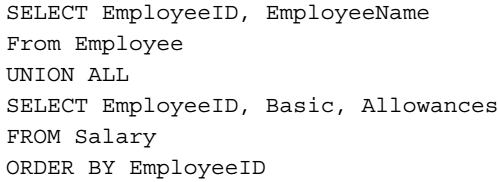 SELECT EmployeeID, EmployeeName
From Employee
UNION ALL
SELECT EmployeeID, Basic, Allowances
FROM Salary
ORDER BY EmployeeID